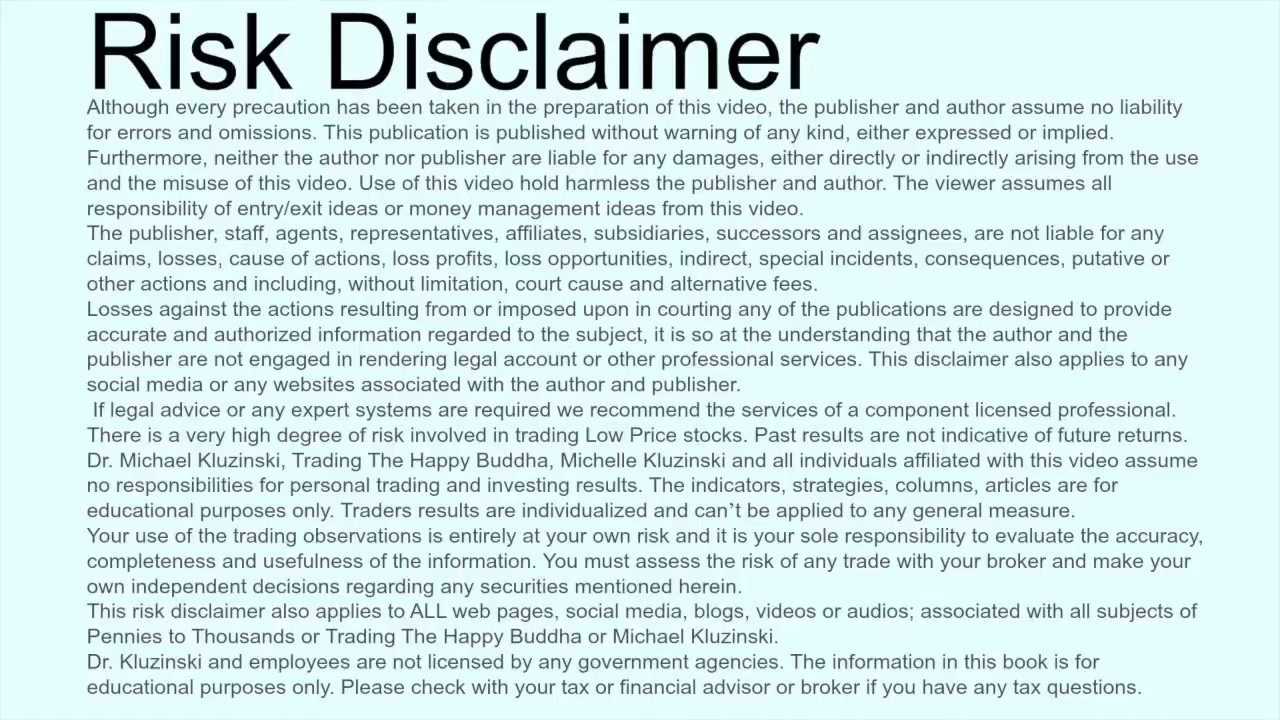 Risk Disclaimer
Although every precaution has been taken in the preparation of this video, the publisher and author assume no liability
for errors and omissions. This publication is published without warning of any kind, either expressed or implied.
Furthermore, neither the author nor publisher are liable for any damages, either directly or indirectly arising from the use
and the misuse of this video. Use of this video hold harmless the publisher and author. The viewer assumes all
responsibility of entry/exit ideas or money management ideas from this video.
The publisher, staff, agents, representatives, affiliates, subsidiaries, successors and assignees, are not liable for any
claims, losses, cause of actions, loss profits, loss opportunities, indirect, special incidents, consequences, putative or
other actions and including, without limitation, court cause and alternative fees.
Losses against the actions resulting from or imposed upon in courting any of the publications are designed to provide
accurate and authorized information regarded to the subject, it is so at the understanding that the author and the
publisher are not engaged in rendering legal account or other professional services. This disclaimer also applies to any
social media or any websites associated with the author and publisher.
If legal advice or any expert systems are required we recommend the services of a component licensed professional.
There is a very high degree of risk involved in trading Low Price stocks. Past results are not indicative of future returns.
Dr. Michael Kluzinski, Trading The Happy Buddha, Michelle Kluzinski and all individuals affiliated with this video assume
no responsibilities for personal trading and investing results. The indicators, strategies, columns, articles are for
educational purposes only. Traders results are individualized and can’t be applied to any general measure.
Your use of the trading observations is entirely at your own risk and it is your sole responsibility to evaluate the accuracy,
completeness and usefulness of the information. You must assess the risk of any trade with your broker and make your
own independent decisions regarding any securities mentioned herein.
This risk disclaimer also applies to ALL web pages, social media, blogs, videos or audios; associated with all subjects of
Pennies to Thousands or Trading The Happy Buddha or Michael Kluzinski.
Dr. Kluzinski and employees are not licensed by any government agencies. The information in this book is for
educational purposes only. Please check with your tax or financial advisor or broker if you have any tax questions.